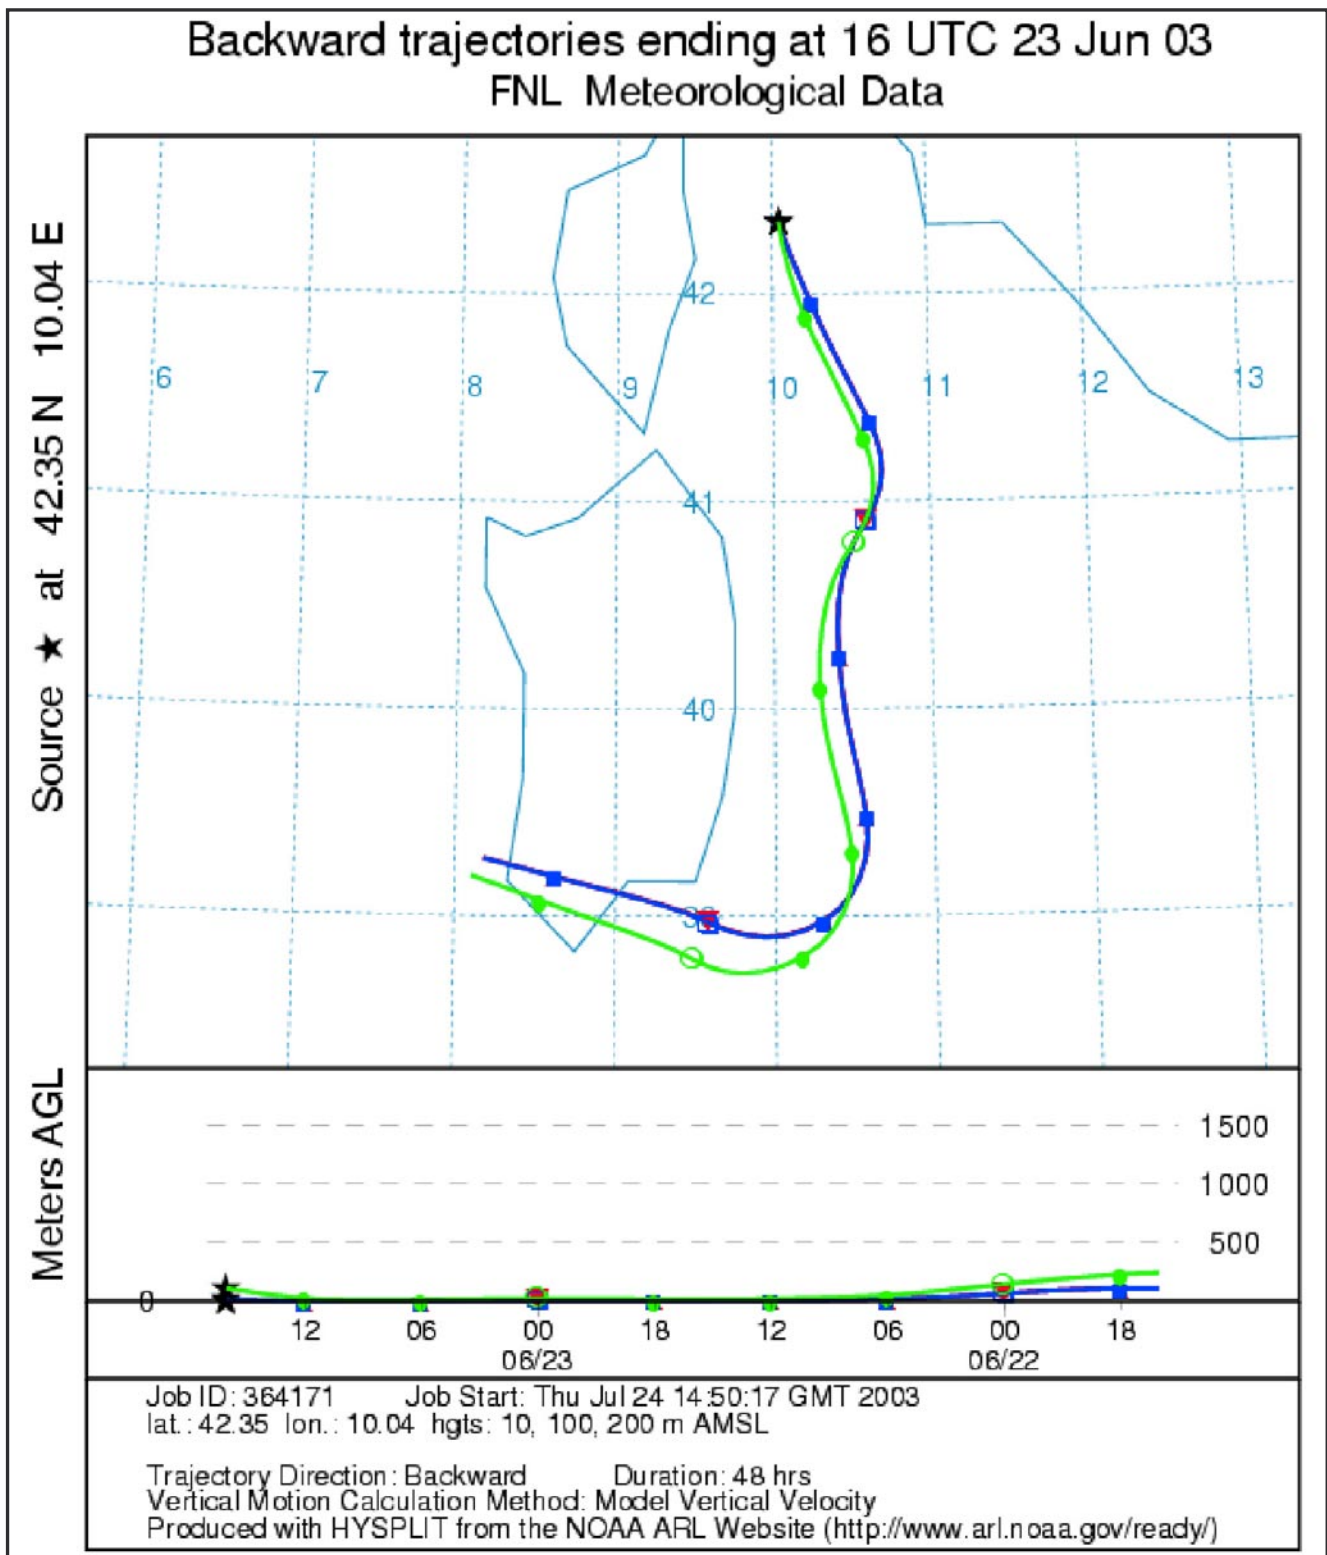 Backward trajectories ending at 16 UTC 23 Jun 03
FNL Meteorological Data
Source ★ at 42.35 N 10.04 E
42
6 7 8 9 10 11 12 13
41
40
Meters AGL
1500
1000
500
0
12 06 00 18 12 06 00 18
06/23 06/22
Job ID: 364171 Job Start: Thu Jul 24 14:50:17 GMT 2003
lat.: 42.35 lon.: 10.04 hgts: 10, 100, 200 m AMSL
Trajectory Direction: Backward Duration: 48 hrs
Vertical Motion Calculation Method: Model Vertical Velocity
Produced with HYSPLIT from the NOAA ARL Website (http://www.arl.noaa.gov/ready/)